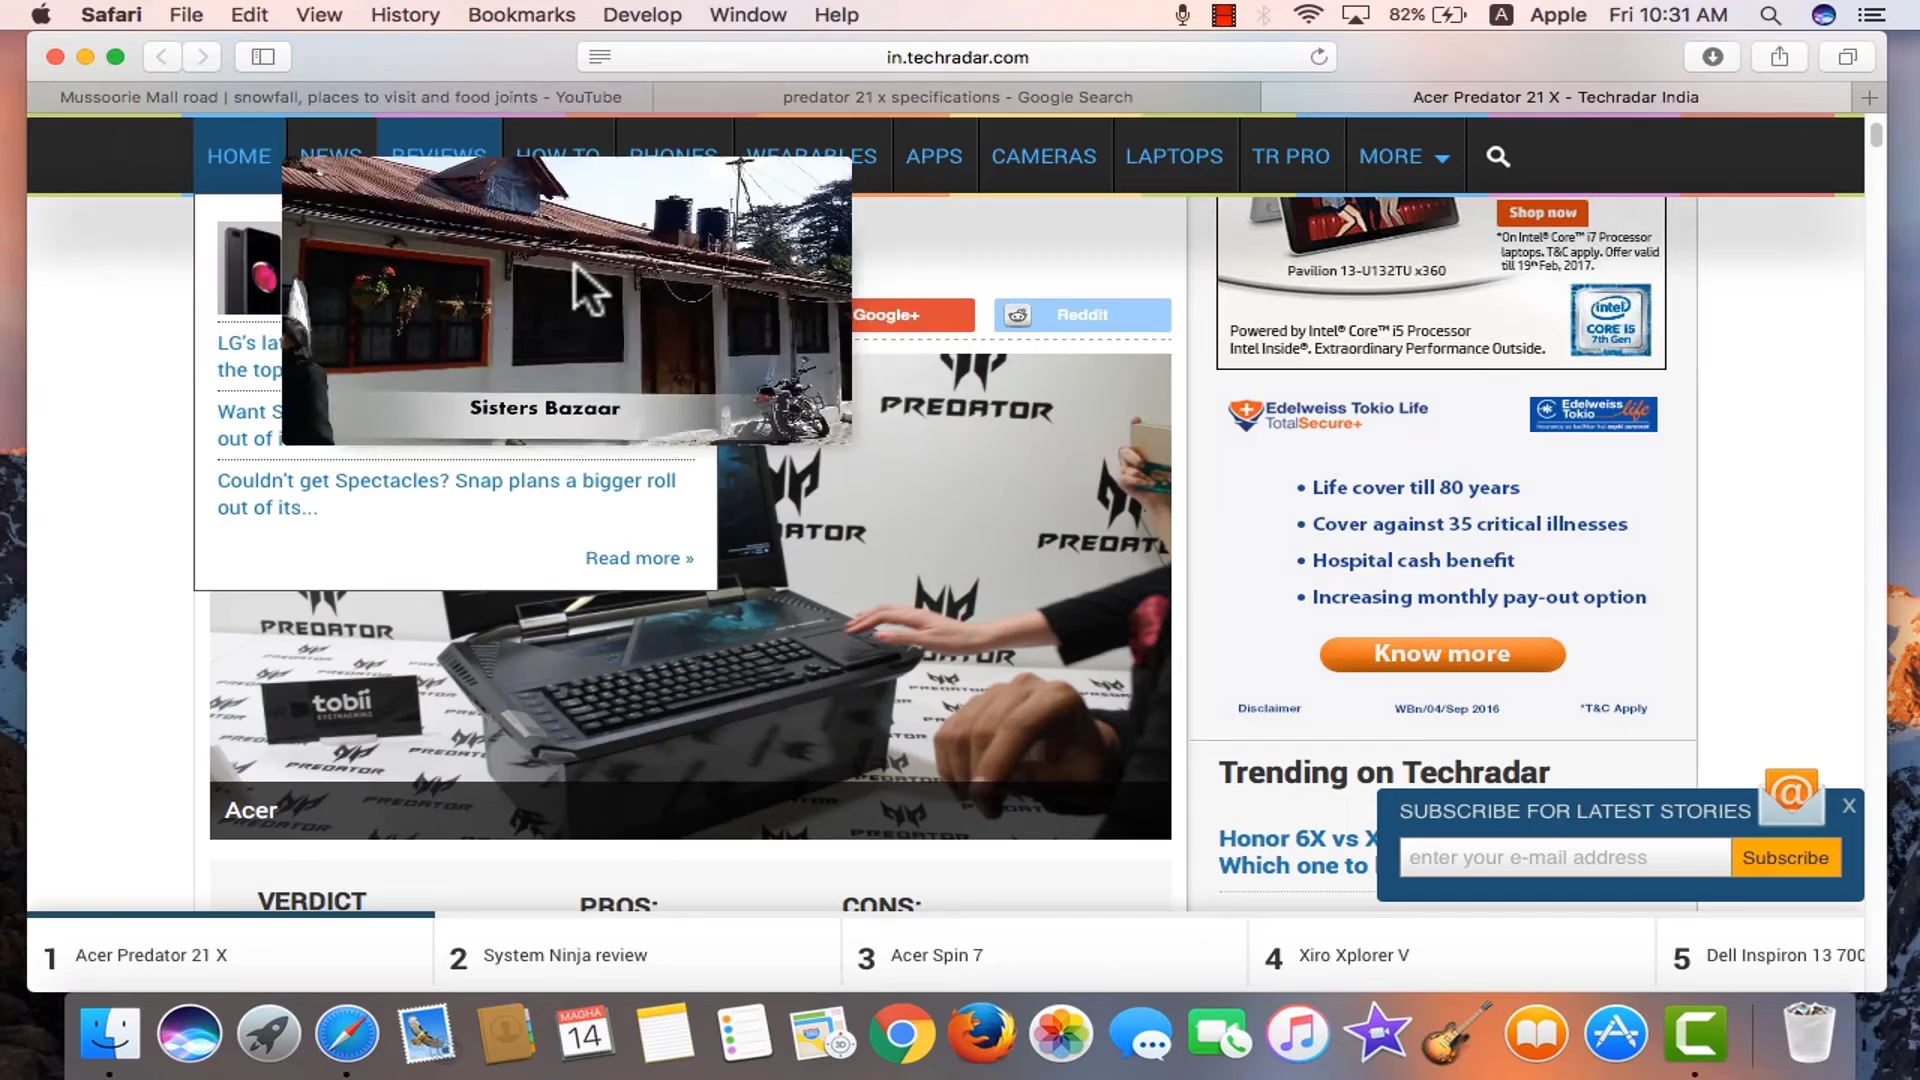 Safari File Edit View History Bookmarks Develop Window Help 82% A Apple Fri 10:31 AM
in.techradar.com
Mussoorie Mall road | snowfall, places to visit and food joints - YouTube
predator 21 x specifications - Google Search
Acer Predator 21 X - Techradar India
HOME NEWS REVIEWS HOW TO PHONES WEARABLES APPS CAMERAS LAPTOPS TR PRO MORE
Sisters Bazaar
LG's
the top
Want
out of
Couldn't get Spectacles? Snap plans a bigger roll
out of its...
Read more »
Google+
Reddit
PREDATOR
PREDATOR
PREDAT
PREDATOR
tobii
EYETRACKING
Acer
Shop now
*On Intel® Core™ i7 Processor
laptops. T&C apply. Offer valid
till 19th Feb, 2017.
Pavilion 13-U132TU x360
Powered by Intel® Core™ i5 Processor
Intel Inside®. Extraordinary Performance Outside.
intel
CORE i5
7th Gen
Edelweiss Tokio Life
TotalSecure+
Edelweiss
Tokio life
• Life cover till 80 years
• Cover against 35 critical illnesses
• Hospital cash benefit
• Increasing monthly pay-out option
Know more
Disclaimer WBn/04/Sep 2016 *T&C Apply
Trending on Techradar
Honor 6X vs X
Which one to
SUBSCRIBE FOR LATEST STORIES X
@
enter your e-mail address Subscribe
VERDICT PROS: CONS:
1 Acer Predator 21 X
2 System Ninja review
3 Acer Spin 7
4 Xiro Xplorer V
5 Dell Inspiron 13 700
MAGHA
14
3D